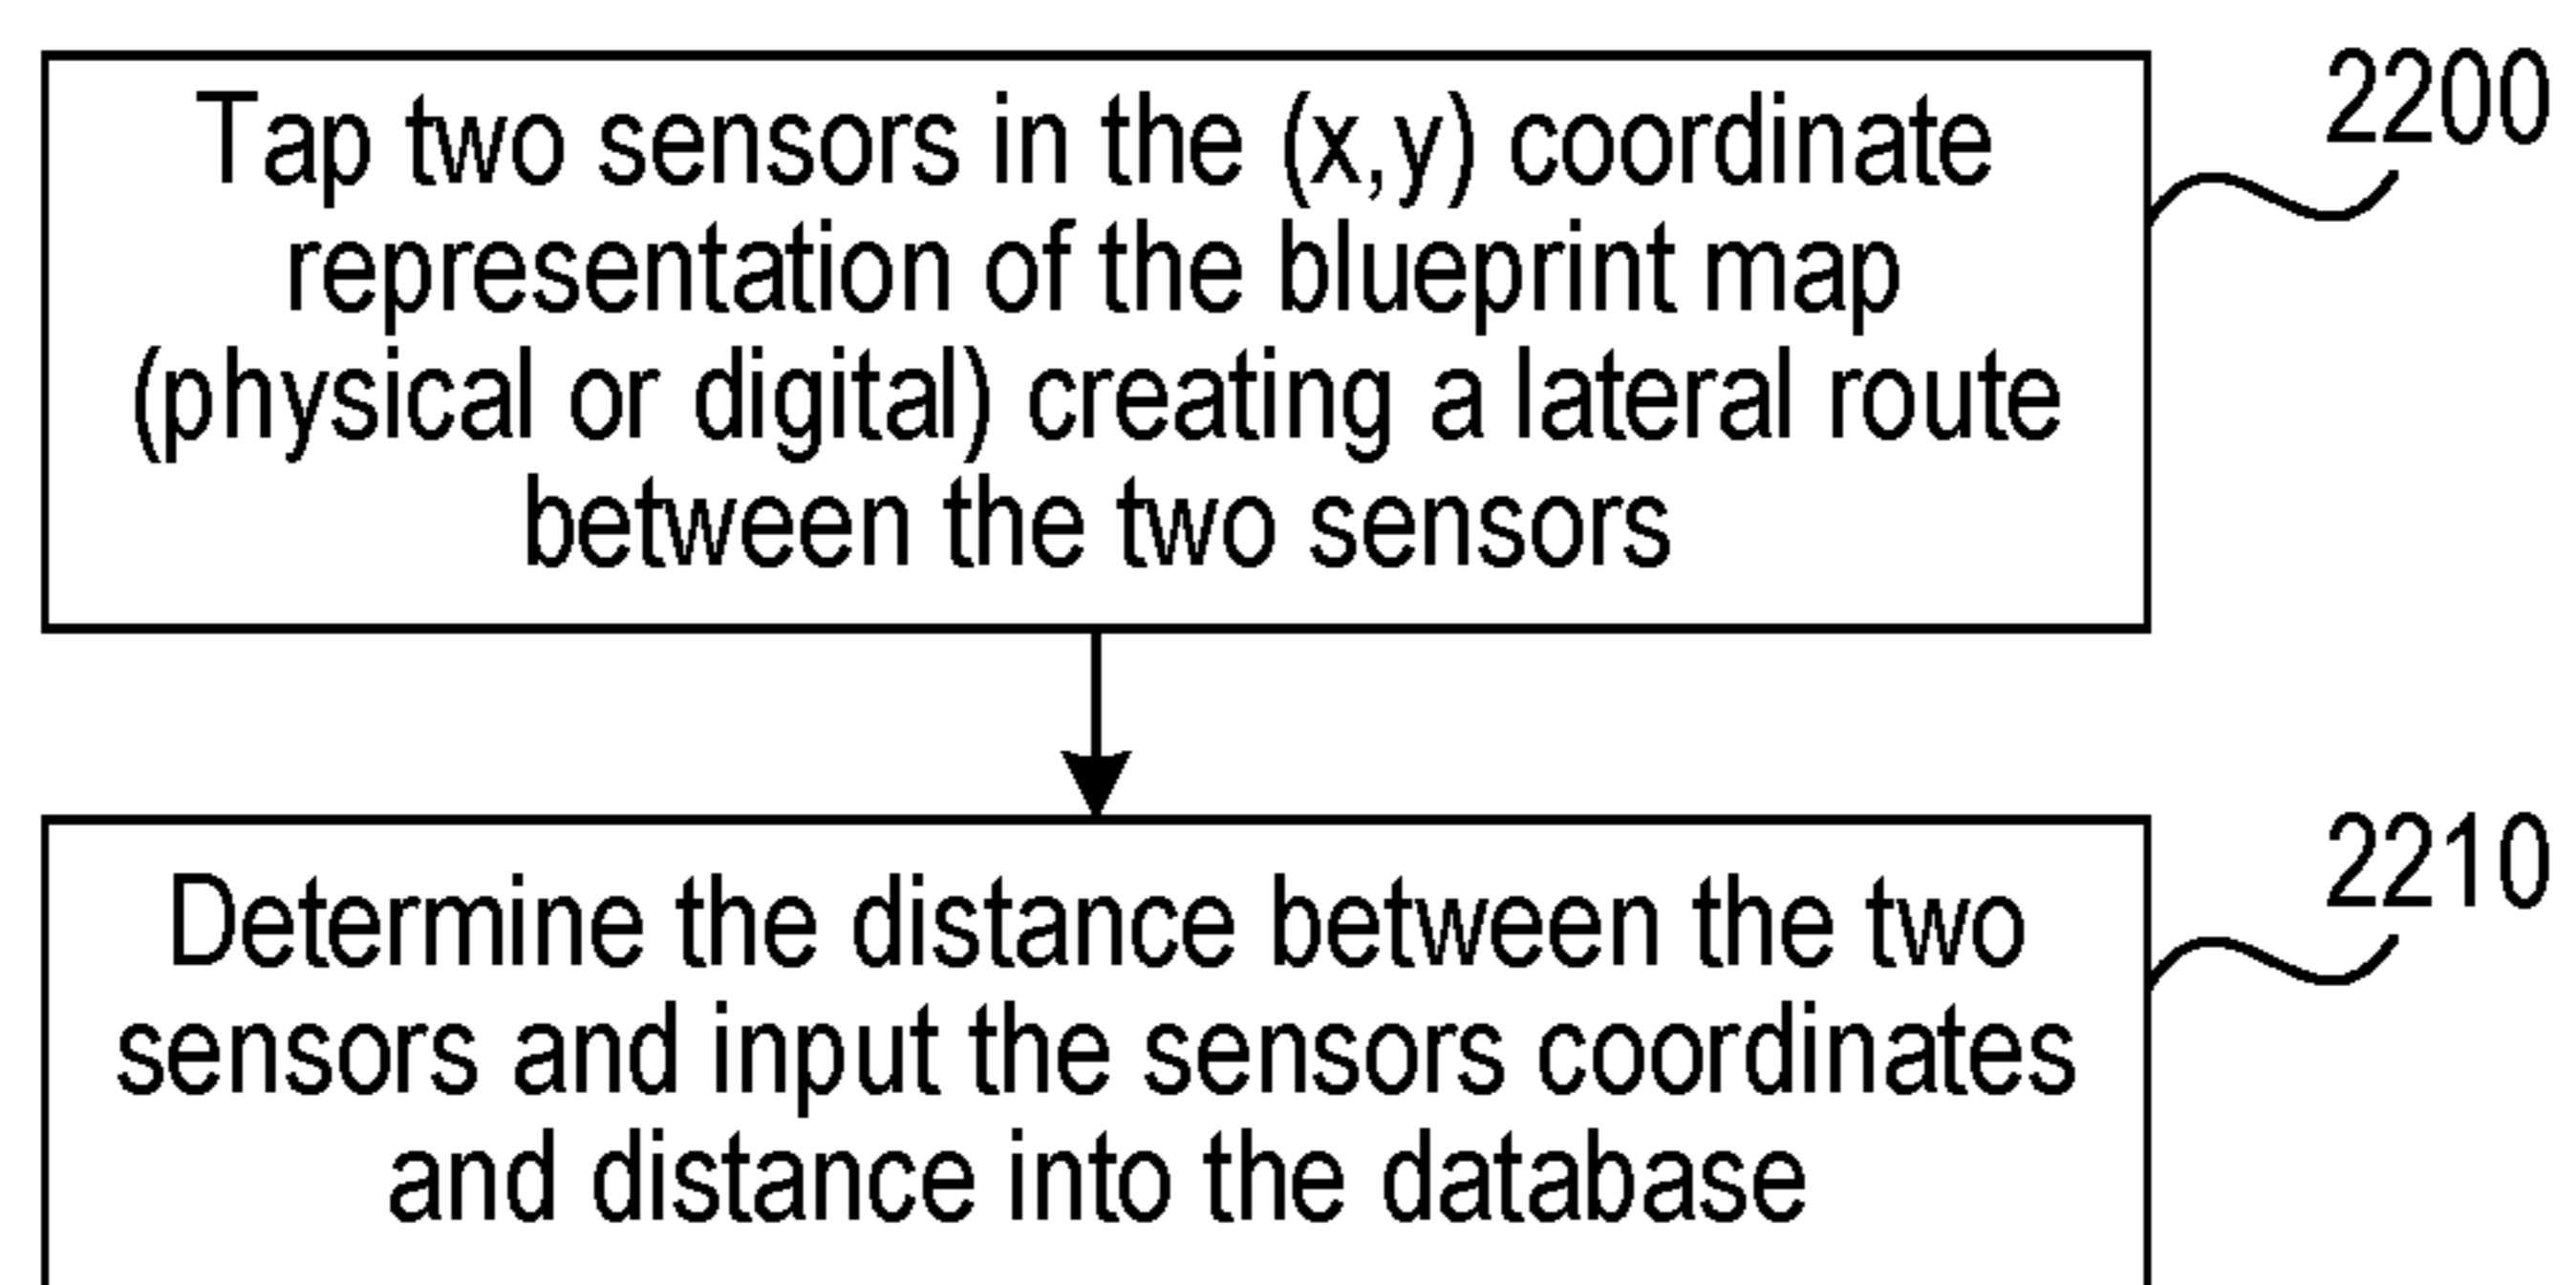 Tap two sensors in the (x,y) coordinate
representation of the blueprint map
(physical or digital) creating a lateral route
between the two sensors
2200
Determine the distance between the two
sensors and input the sensors coordinates
and distance into the database
2210